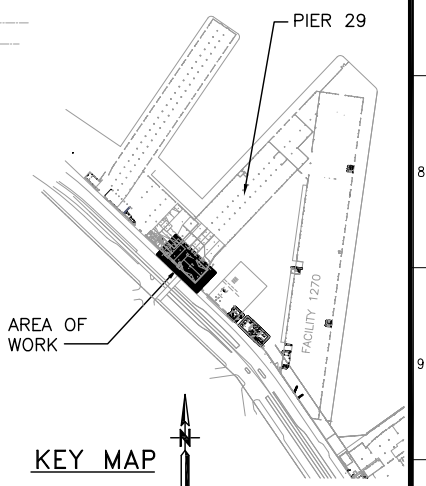 PIER 29
8
FACILITY 1270
AREA OF
WORK
9
N
KEY MAP